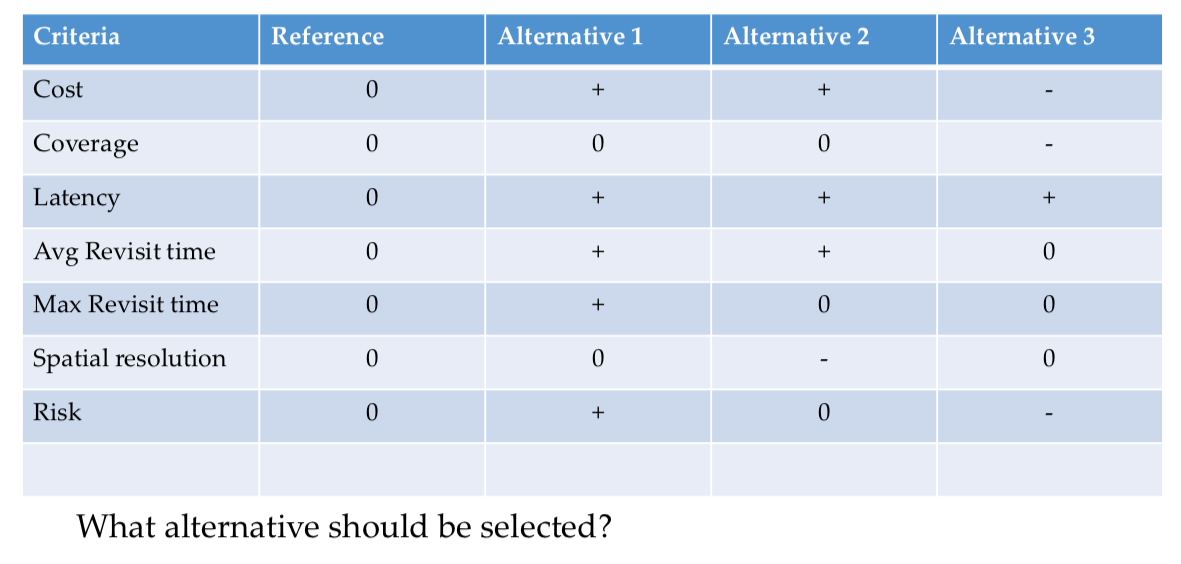 Criteria Reference Alternative 1 Alternative 2 Alternative 3
Cost 0 + + -
Coverage 0 0 0 -
Latency 0 + + +
Avg Revisit time 0 + + 0
Max Revisit time 0 + 0 0
Spatial resolution 0 0 - 0
Risk 0 + 0 -
What alternative should be selected?